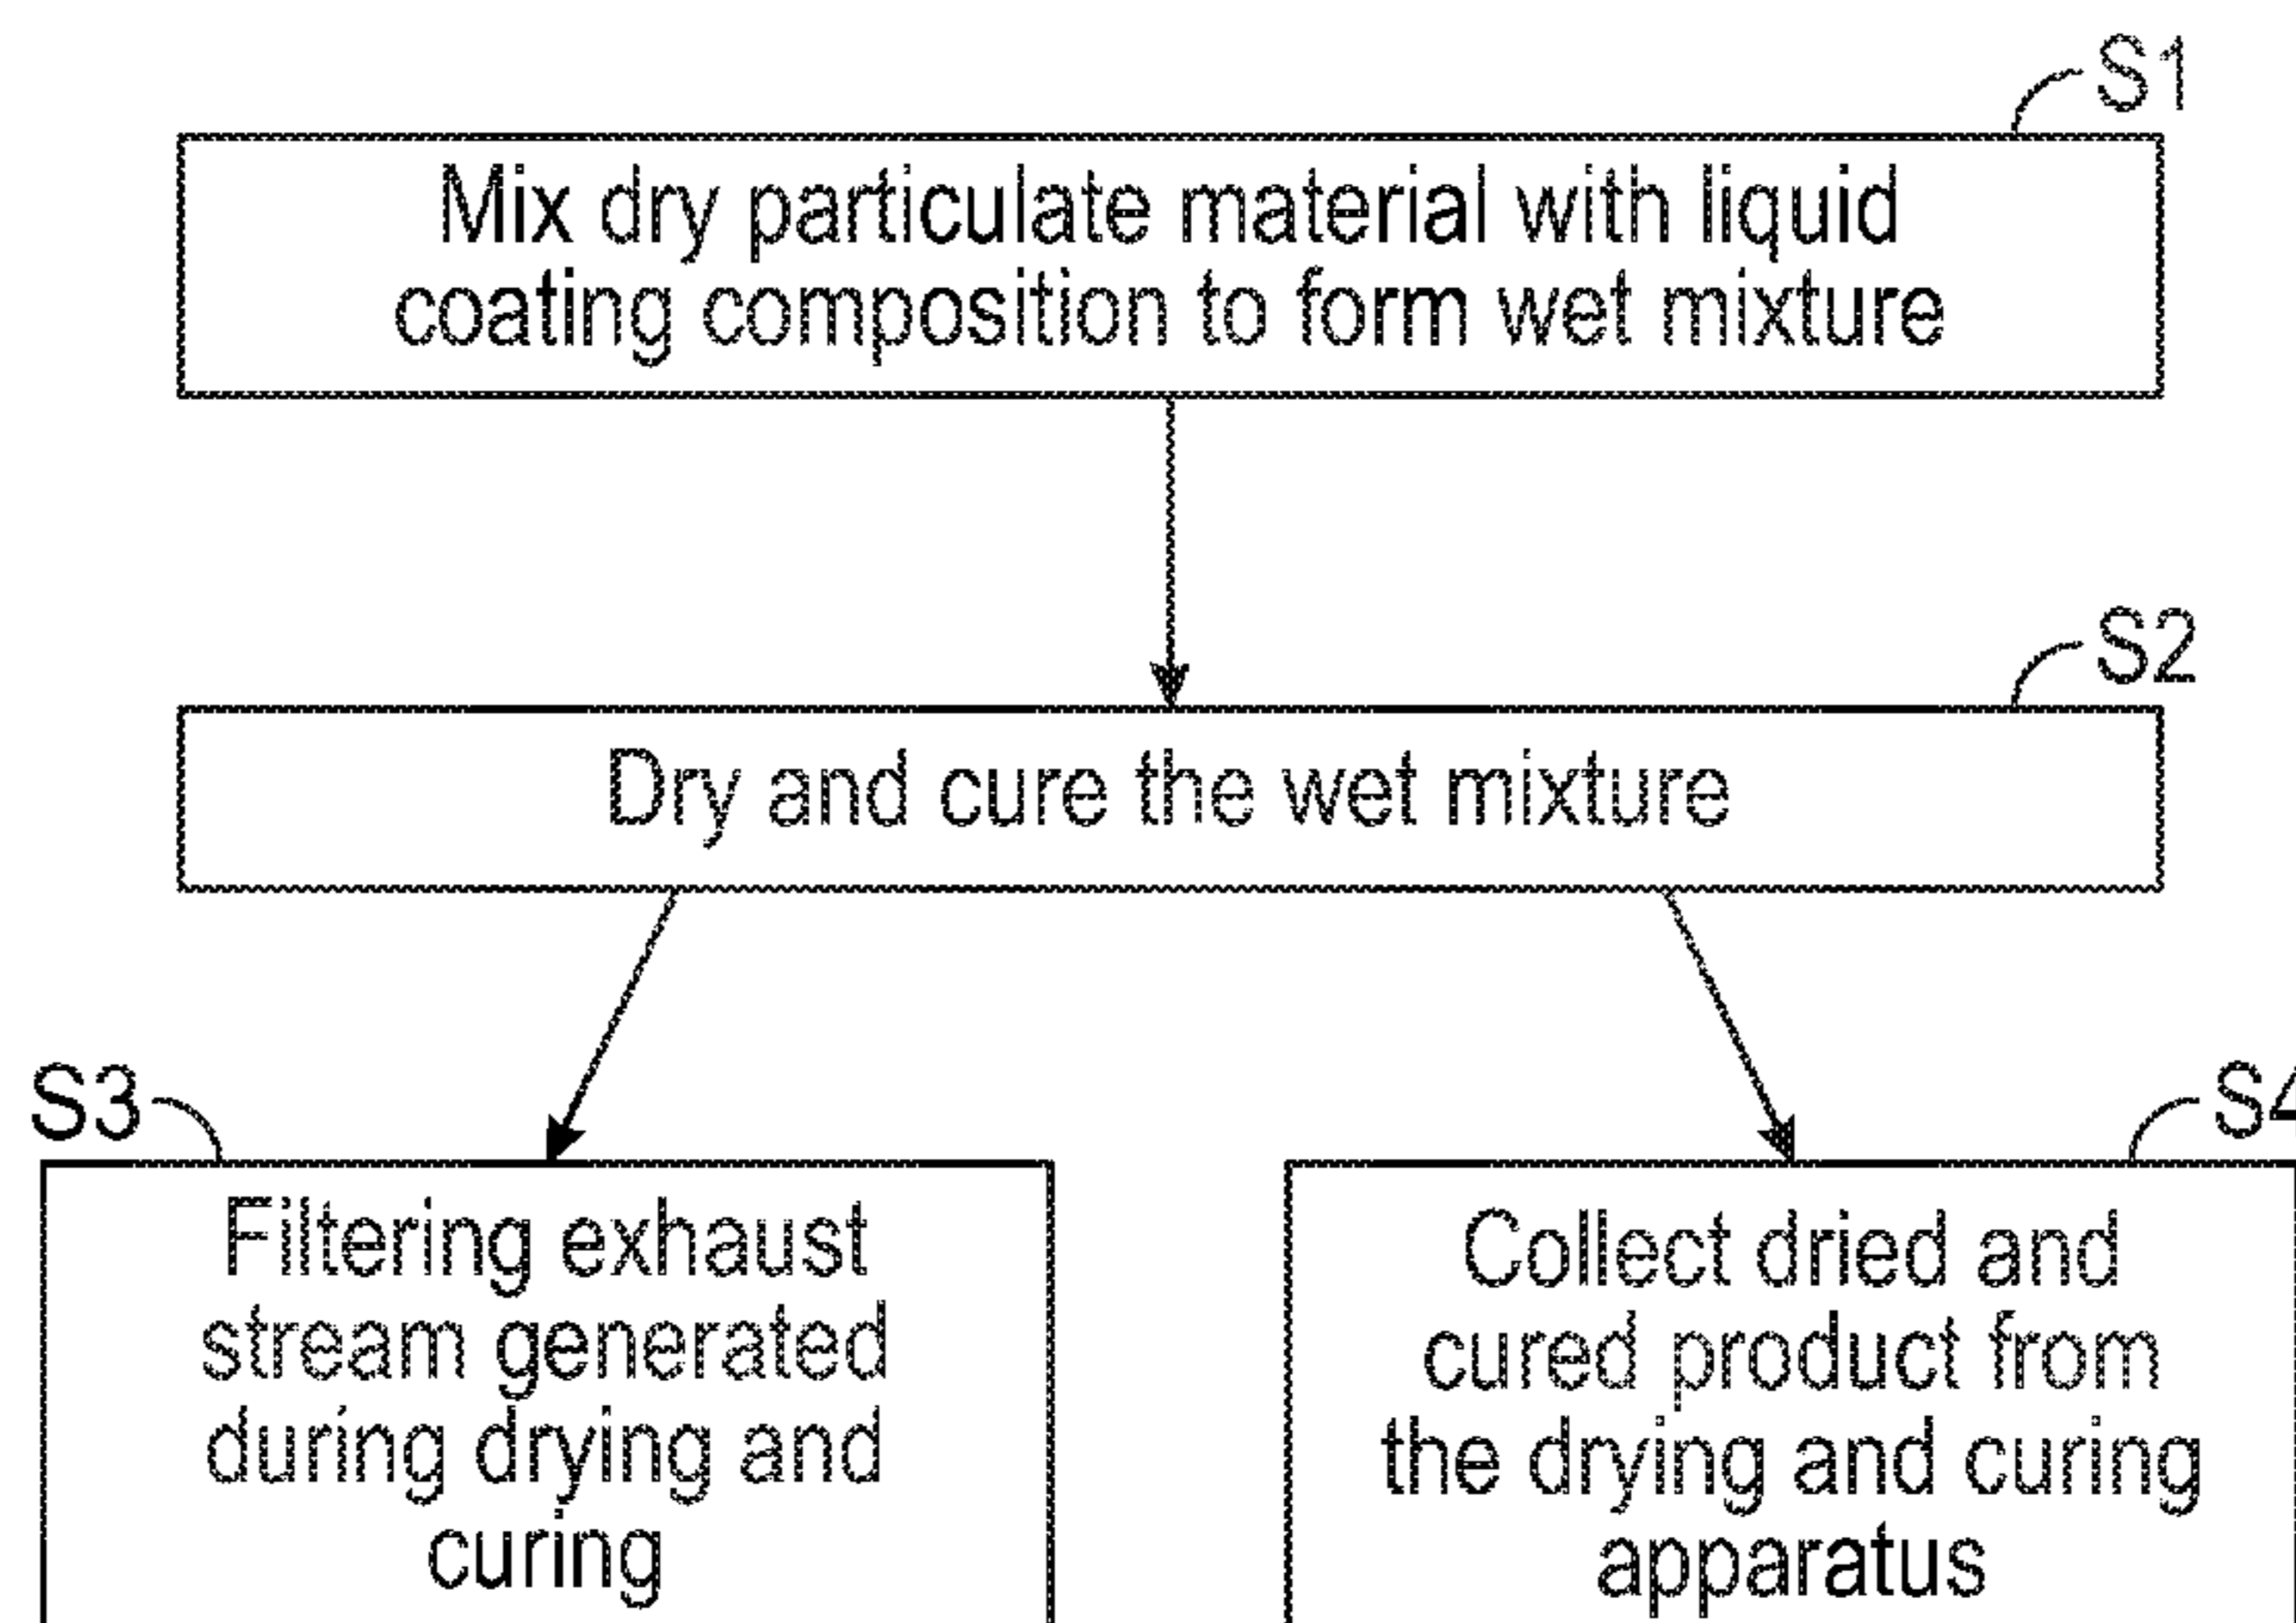 S1
Mix dry particulate material with liquid
coating composition to form wet mixture
S2
Dry and cure the wet mixture
S3
Filtering exhaust
stream generated
during drying and
curing
S4
Collect dried and
cured product from
the drying and curing
apparatus